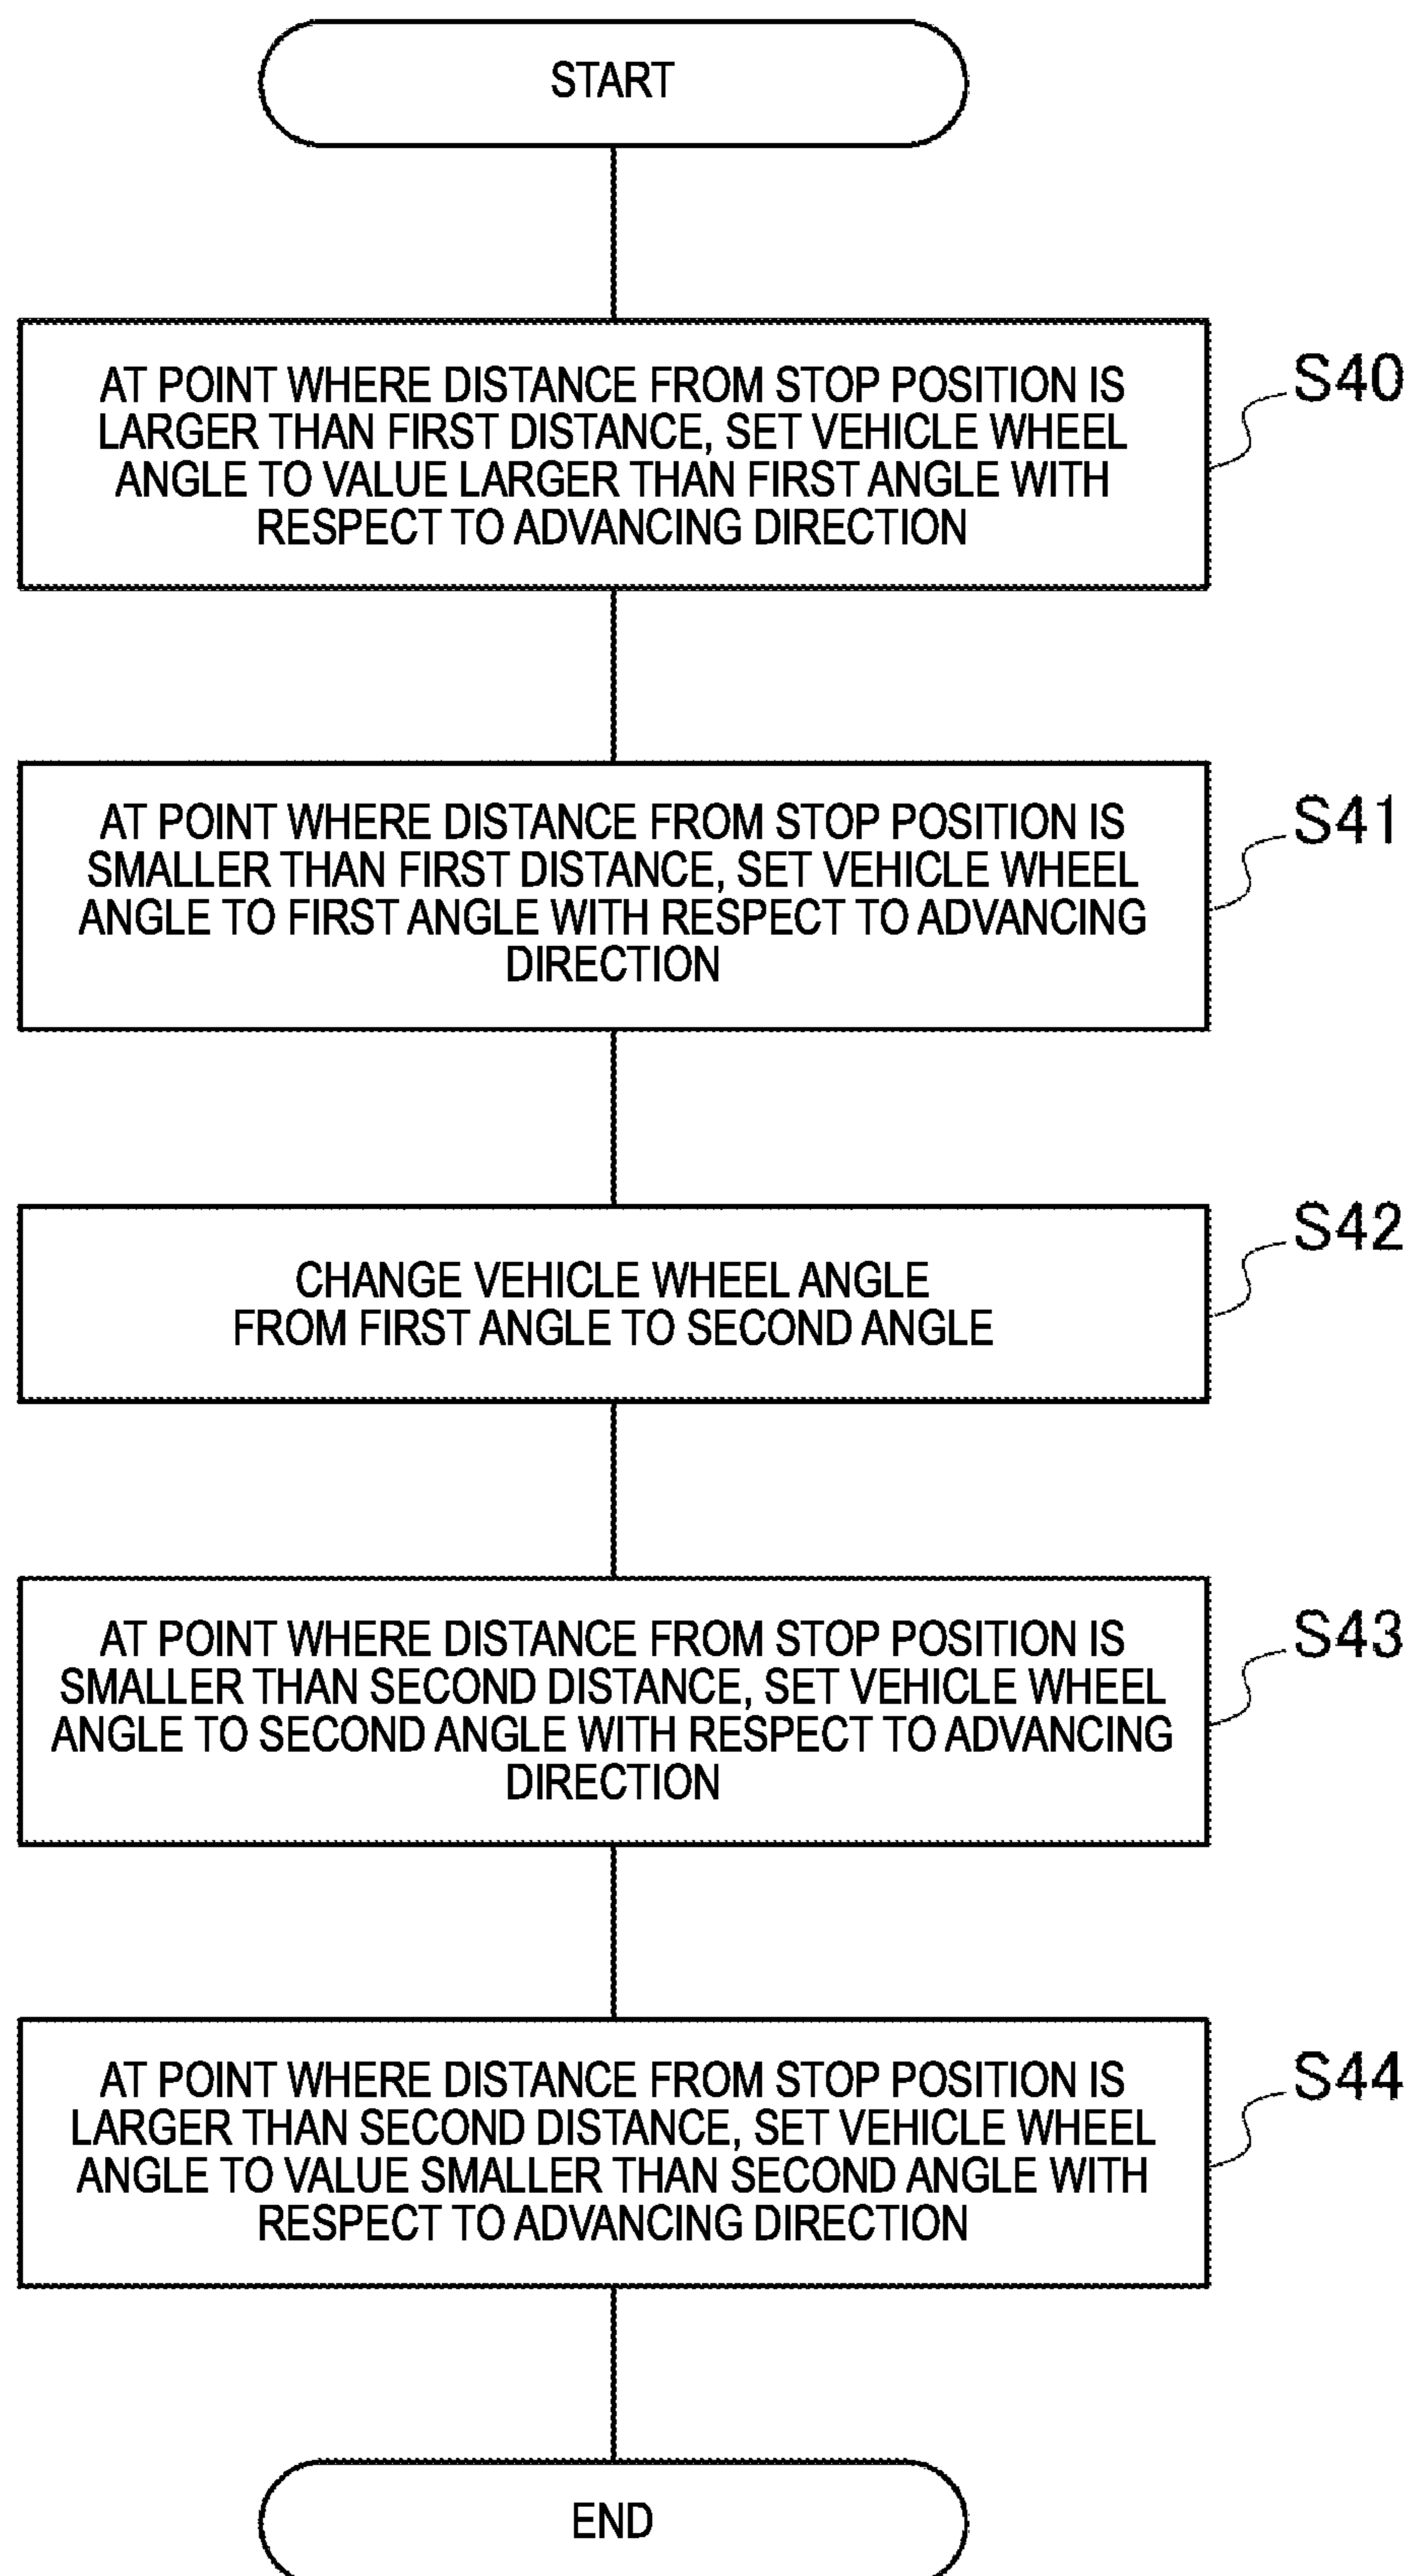 START
AT POINT WHERE DISTANCE FROM STOP POSITION IS
LARGER THAN FIRST DISTANCE, SET VEHICLE WHEEL
ANGLE TO VALUE LARGER THAN FIRST ANGLE WITH
RESPECT TO ADVANCING DIRECTION
S40
AT POINT WHERE DISTANCE FROM STOP POSITION IS
SMALLER THAN FIRST DISTANCE, SET VEHICLE WHEEL
ANGLE TO FIRST ANGLE WITH RESPECT TO ADVANCING
DIRECTION
S41
CHANGE VEHICLE WHEEL ANGLE
FROM FIRST ANGLE TO SECOND ANGLE
S42
AT POINT WHERE DISTANCE FROM STOP POSITION IS
SMALLER THAN SECOND DISTANCE, SET VEHICLE WHEEL
ANGLE TO SECOND ANGLE WITH RESPECT TO ADVANCING
DIRECTION
S43
AT POINT WHERE DISTANCE FROM STOP POSITION IS
LARGER THAN SECOND DISTANCE, SET VEHICLE WHEEL
ANGLE TO VALUE SMALLER THAN SECOND ANGLE WITH
RESPECT TO ADVANCING DIRECTION
S44
END